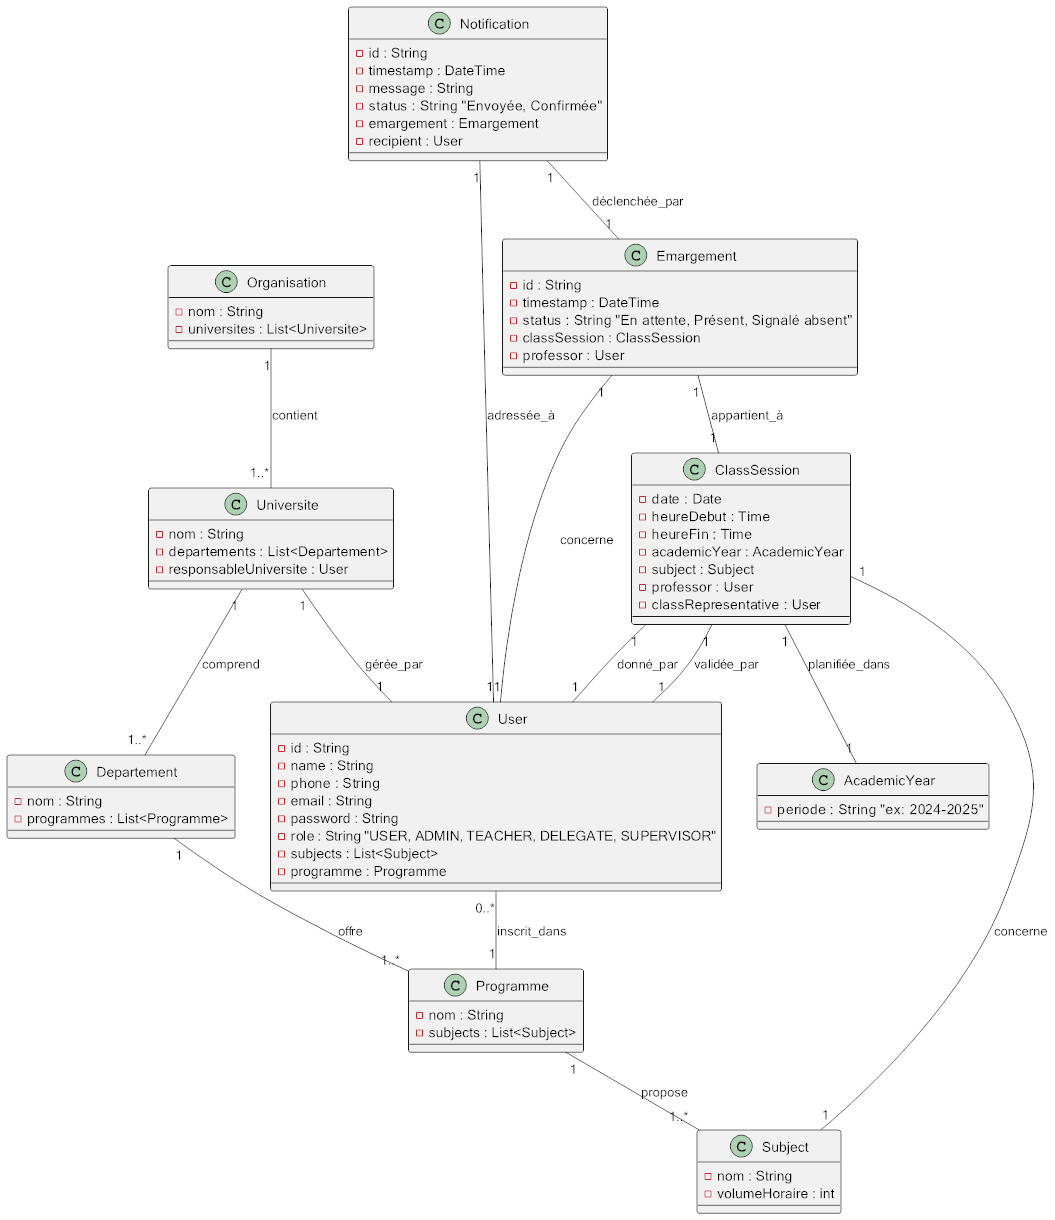 C Notification
id : String
timestamp : DateTime
message : String
status : String "Envoyée, Confirmée"
emargement : Emargement
recipient : User
1
1
déclenchée_par
1
C Emargement
id : String
timestamp : DateTime
status : String "En attente, Présent, Signalé absent"
classSession : ClassSession
professor : User
C Organisation
nom : String
universites : List<Universite>
1
contient
1..*
1
1
adressée_à
appartient_à
1
C Universite
nom : String
departements : List<Departement>
responsableUniversite : User
concerne
C ClassSession
date : Date
heureDebut : Time
heureFin : Time
academicYear : AcademicYear
subject : Subject
professor : User
classRepresentative : User
1
1
1
1
1
1
comprend
gérée_par
donné_par
validée_par
planifiée_dans
1..*
1
1
1
1
1
1
C Departement
nom : String
programmes : List<Programme>
C User
id : String
name : String
phone : String
email : String
password : String
role : String "USER, ADMIN, TEACHER, DELEGATE, SUPERVISOR"
subjects : List<Subject>
programme : Programme
C AcademicYear
periode : String "ex: 2024-2025"
1
0..*
offre
inscrit_dans
concerne
1..*
1
C Programme
nom : String
subjects : List<Subject>
1
propose
1..*
1
C Subject
nom : String
volumeHoraire : int